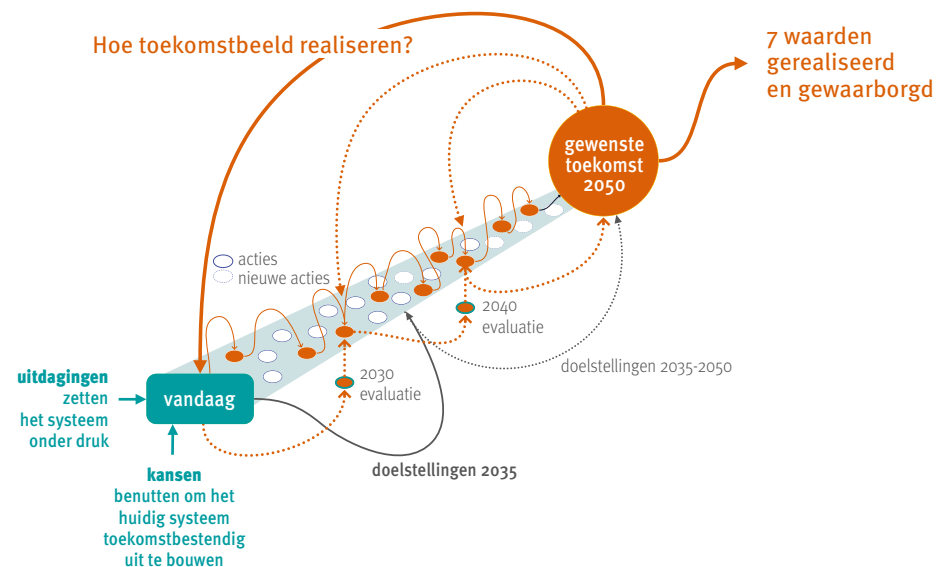 Hoe toekomstbeeld realiseren?
7 waarden
gerealiseerd
en gewaarborgd
gewenste
toekomst
2050
acties
nieuwe acties
2040
evaluatie
doelstellingen 2035-2050
2030
evaluatie
uitdagingen
zetten
het systeem
onder druk
vandaag
doelstellingen 2035
kansen
benutten om het
huidig systeem
toekomstbestendig
uit te bouwen